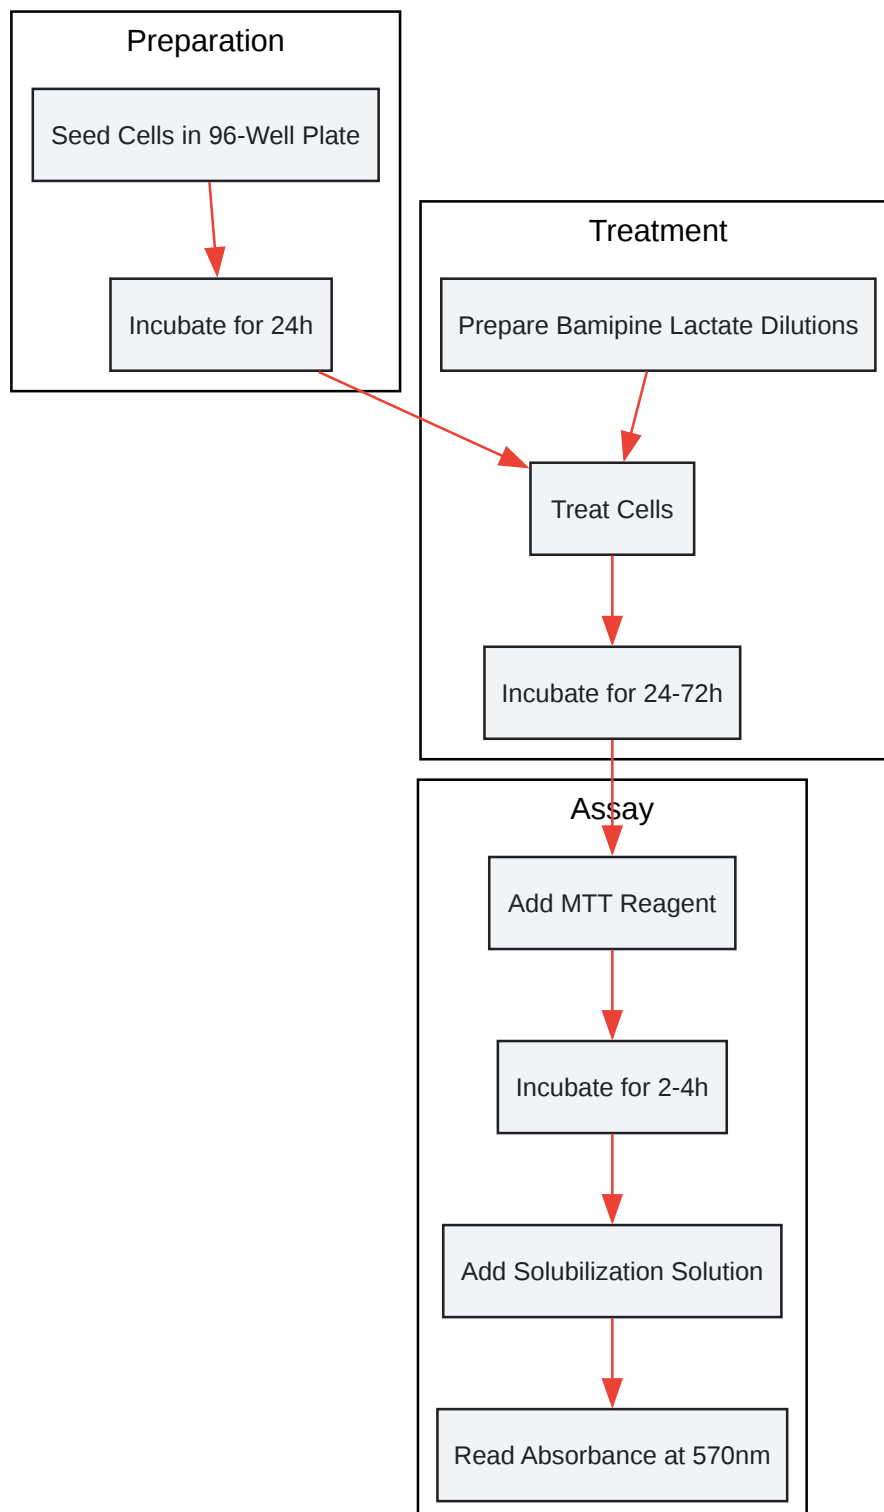 Preparation
Seed Cells in 96-Well Plate
Incubate for 24h
Treatment
Prepare Bamipine Lactate Dilutions
Treat Cells
Incubate for 24-72h
Assay
Add MTT Reagent
Incubate for 2-4h
Add Solubilization Solution
Read Absorbance at 570nm